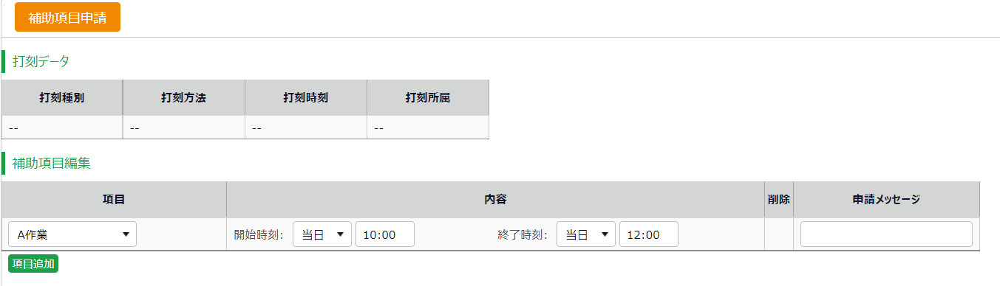 補助項目申請
打刻データ
打刻種別 打刻方法 打刻時刻 打刻所属
-- -- -- --
補助項目編集
項目 内容 削除 申請メッセージ
A作業 開始時刻: 当日 10:00 終了時刻: 当日 12:00
項目追加